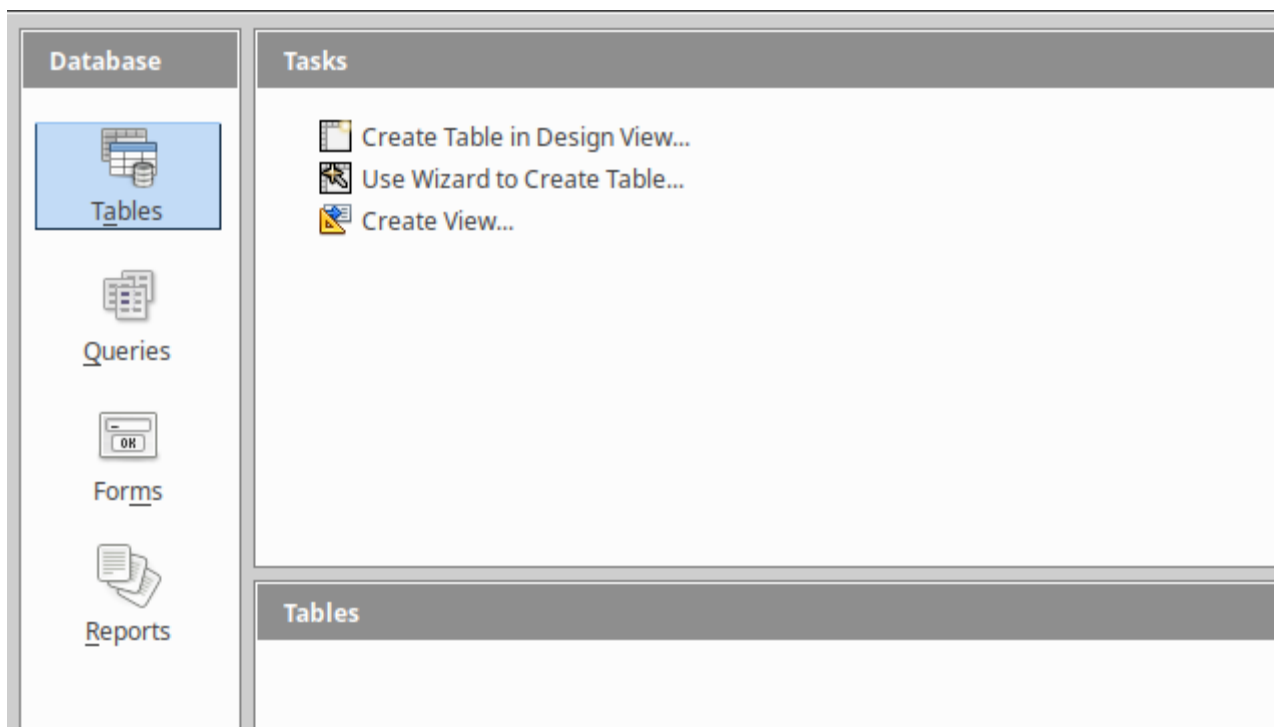 Database
Tables
Queries
Forms
OK
Reports
Tasks
Create Table in Design View...
Use Wizard to Create Table...
Create View...
Tables